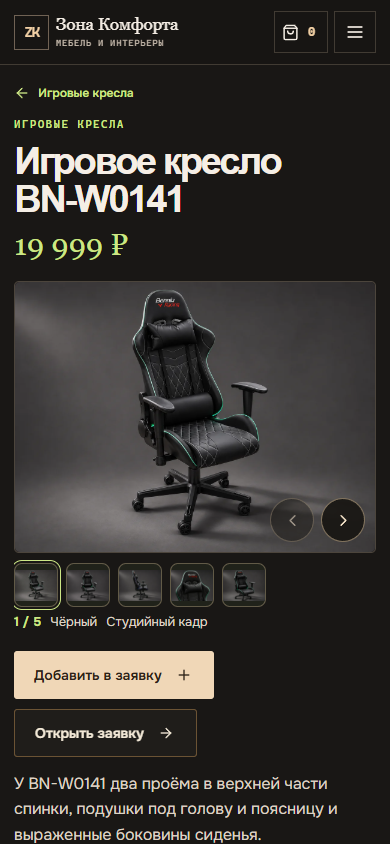 ZK
Зона Комфорта
МЕБЕЛЬ И ИНТЕРЬЕРЫ
0
Игровые кресла
ИГРОВЫЕ КРЕСЛА
Игровое кресло
BN-W0141
19 999 ₽
1 / 5 Чёрный Студийный кадр
Добавить в заявку
Открыть заявку
У BN-W0141 два проёма в верхней части
спинки, подушки под голову и поясницу и
выраженные боковины сиденья.